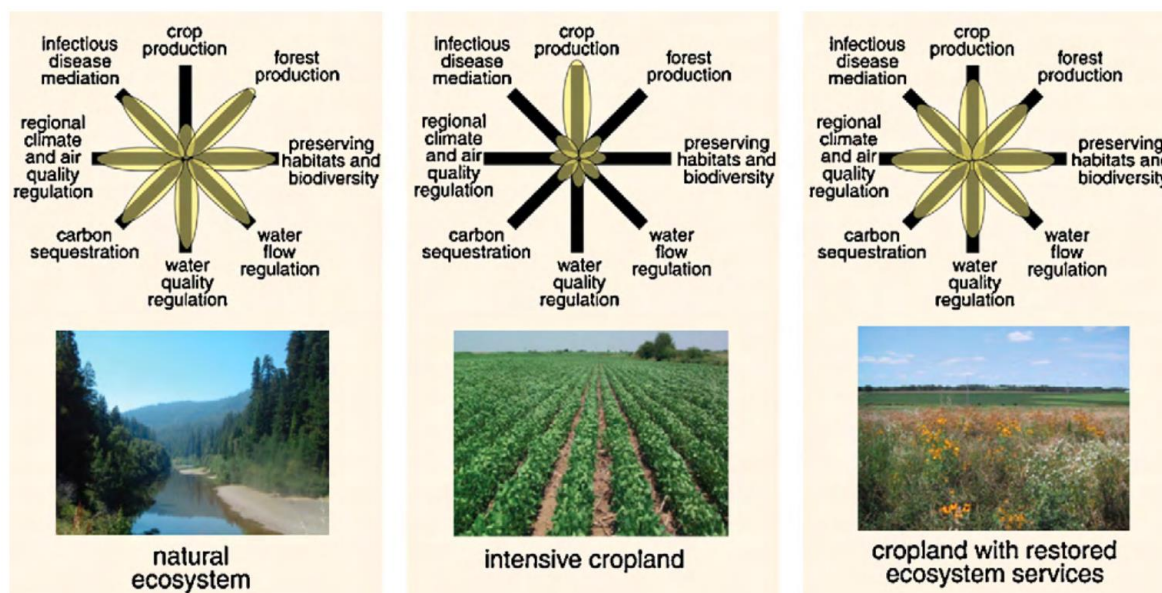 crop
production
infectious
disease
mediation
forest
production
regional
climate
and air
quality
regulation
preserving
habitats and
biodiversity
carbon
sequestration
water
flow
regulation
water
quality
regulation
natural
ecosystem
crop
production
infectious
disease
mediation
forest
production
regional
climate
and air
quality
regulation
preserving
habitats and
biodiversity
carbon
sequestration
water
flow
regulation
water
quality
regulation
intensive cropland
crop
production
infectious
disease
mediation
forest
production
regional
climate
and air
quality
regulation
preserving
habitats and
biodiversity
carbon
sequestration
water
flow
regulation
water
quality
regulation
cropland with restored
ecosystem services